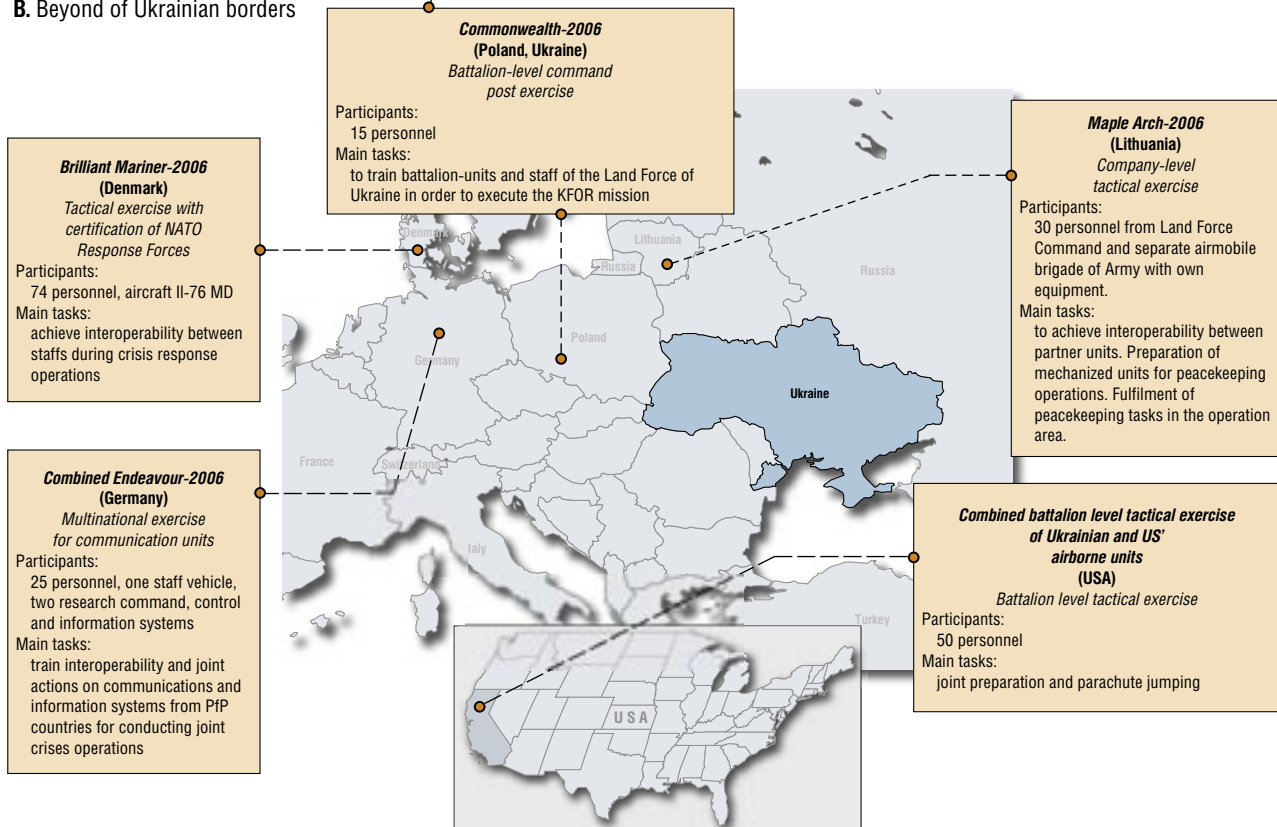 B. Beyond of Ukrainian borders
Commonwealth-2006
(Poland, Ukraine)
Battalion-level command
post exercise
Participants:
15 personnel
Main tasks:
to train battalion-units and staff of the Land Force of
Ukraine in order to execute the KFOR mission
Brilliant Mariner-2006
(Denmark)
Tactical exercise with
certification of NATO
Response Forces
Participants:
74 personnel, aircraft Il-76 MD
Main tasks:
achieve interoperability between
staffs during crisis response
operations
Maple Arch-2006
(Lithuania)
Company-level
tactical exercise
Participants:
30 personnel from Land Force
Command and separate airmobile
brigade of Army with own
equipment.
Main tasks:
to achieve interoperability between
partner units. Preparation of
mechanized units for peacekeeping
operations. Fulfilment of
peacekeeping tasks in the operation
area.
Combined Endeavour-2006
(Germany)
Multinational exercise
for communication units
Participants:
25 personnel, one staff vehicle,
two research command, control
and information systems
Main tasks:
train interoperability and joint
actions on communications and
information systems from PfP
countries for conducting joint
crises operations
Combined battalion level tactical exercise
of Ukrainian and US'
airborne units
(USA)
Battalion level tactical exercise
Participants:
50 personnel
Main tasks:
joint preparation and parachute jumping
Denmark
Lithuania
Russia
Russia
Poland
Germany
Ukraine
France
Switzerland
Italy
Turkey
USA